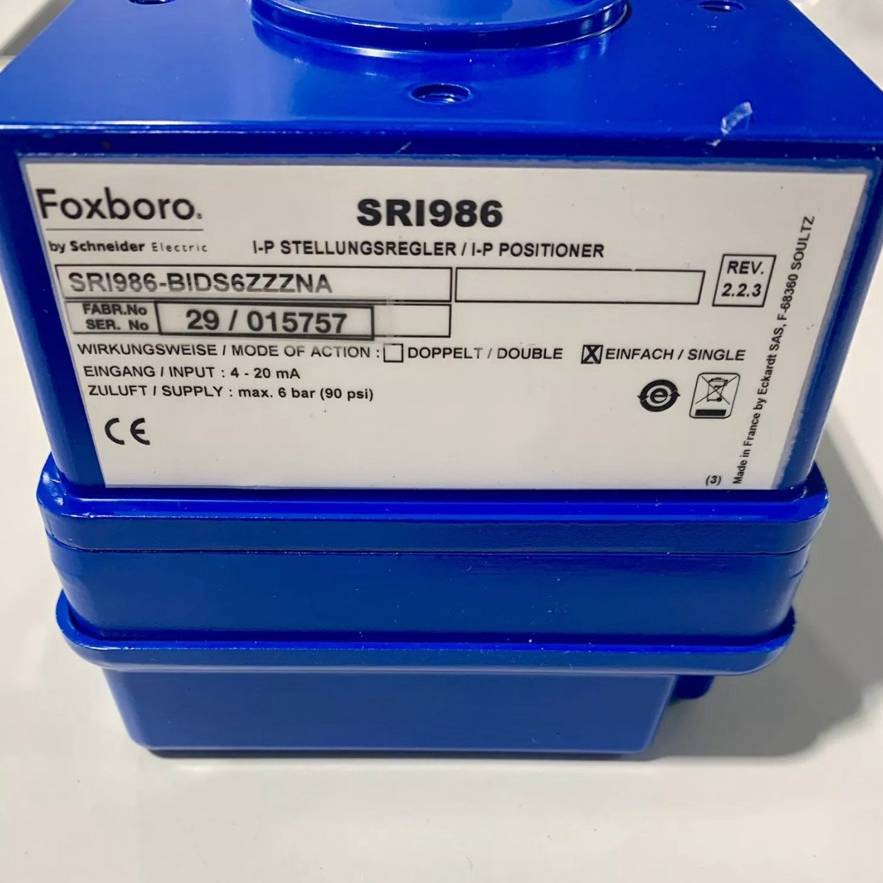 Foxboro.
by Schneider Electric
SRI986
I-P STELLUNGSREGLER / I-P POSITIONER
SRI986-BIDS6ZZZNA
REV.
2.2.3
FABR.No
SER. No
29 / 015757
WIRKUNGSWEISE / MODE OF ACTION : DOPPELT / DOUBLE X EINFACH / SINGLE
EINGANG / INPUT : 4 - 20 mA
ZULUFT / SUPPLY : max. 6 bar (90 psi)
CE
e
(3)
Made in France by Eckardt SAS, F-68360 SOULTZ